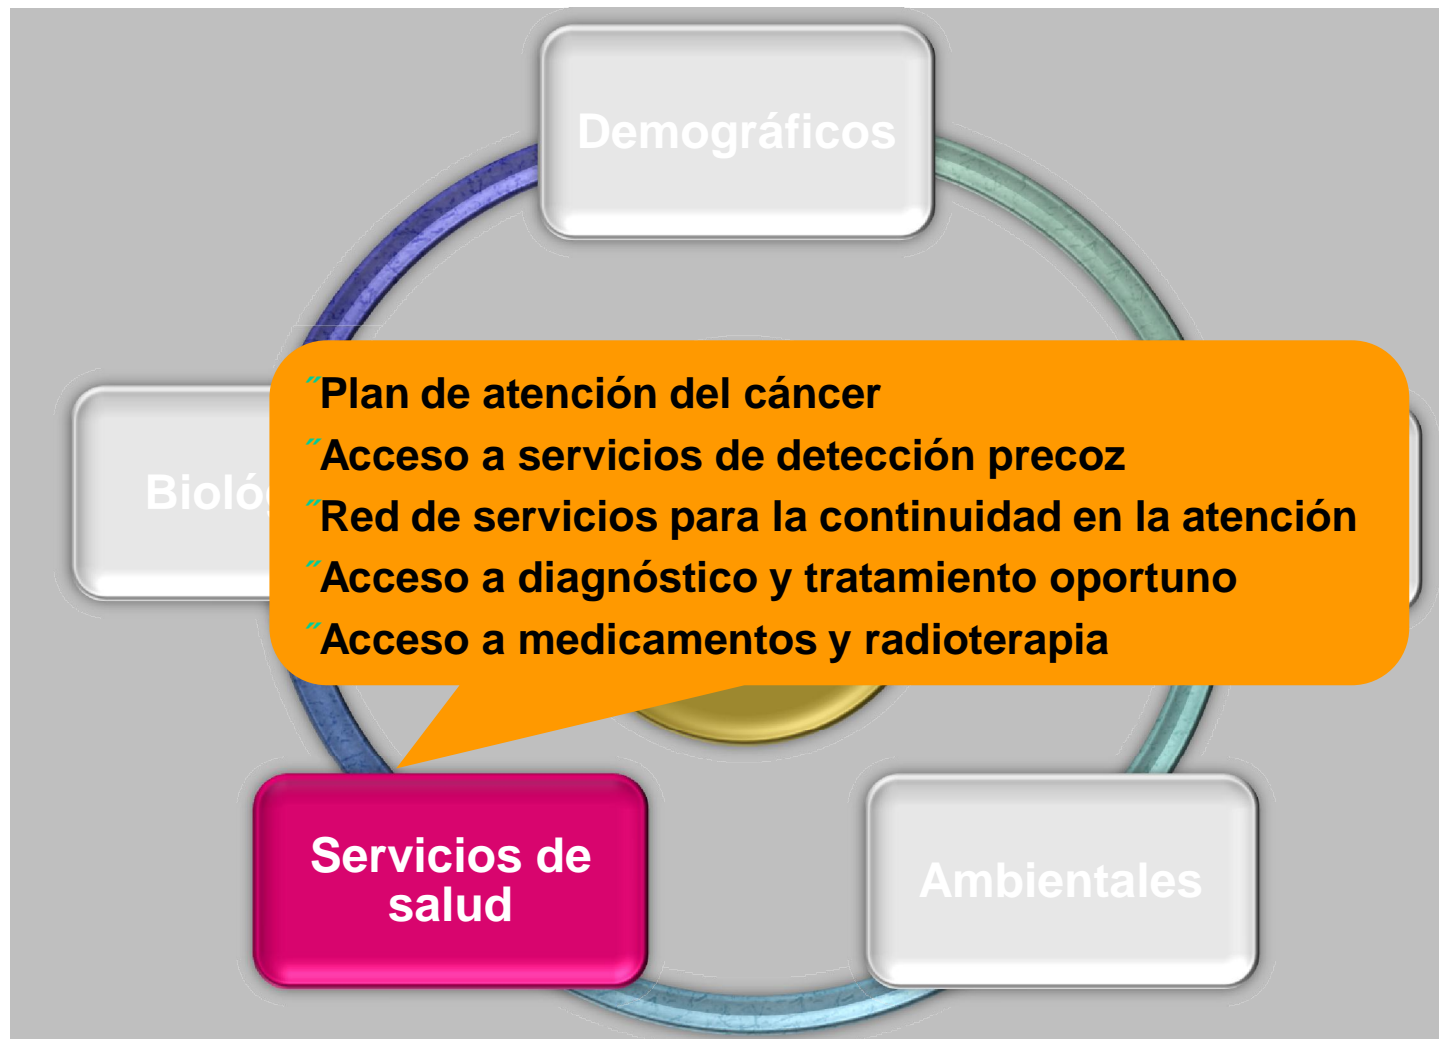 Demográficos
Bioló
˝Plan de atención del cáncer
˝Acceso a servicios de detección precoz
˝Red de servicios para la continuidad en la atención
˝Acceso a diagnóstico y tratamiento oportuno
˝Acceso a medicamentos y radioterapia
Servicios de
salud
Ambientales